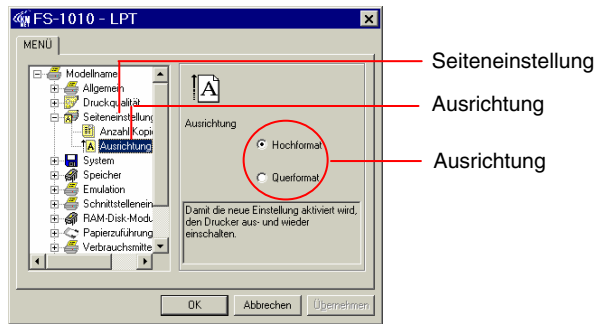 FS-1010 - LPT
MENÜ
Modellname
Allgemein
Druckqualität
Seiteneinstellung
Anzahl Kopie
Ausrichtung
System
Speicher
Emulation
Schnittstellenein
RAM-Disk-Modu
Papierzuführung
Verbrauchsmitte
A
Ausrichtung
Hochformat
Querformat
Damit die neue Einstellung aktiviert wird,
den Drucker aus- und wieder
einschalten.
OK
Abbrechen
Übernehmen
Seiteneinstellung
Ausrichtung
Ausrichtung